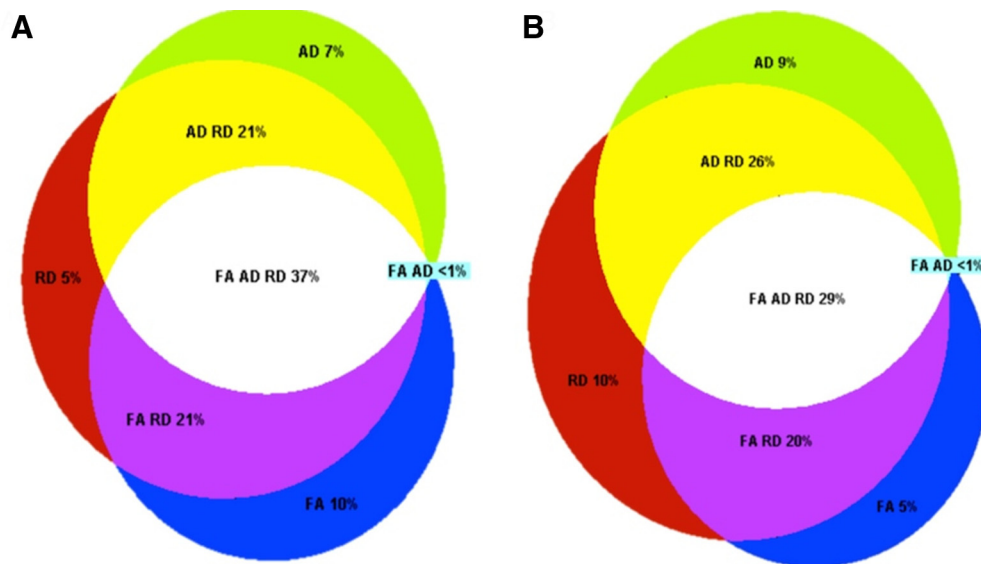 A
AD 7%
AD RD 21%
RD 5%
FA AD RD 37%
FA AD <1%
FA RD 21%
FA 10%
B
AD 9%
AD RD 26%
FA AD <1%
FA AD RD 29%
RD 10%
FA RD 20%
FA 5%